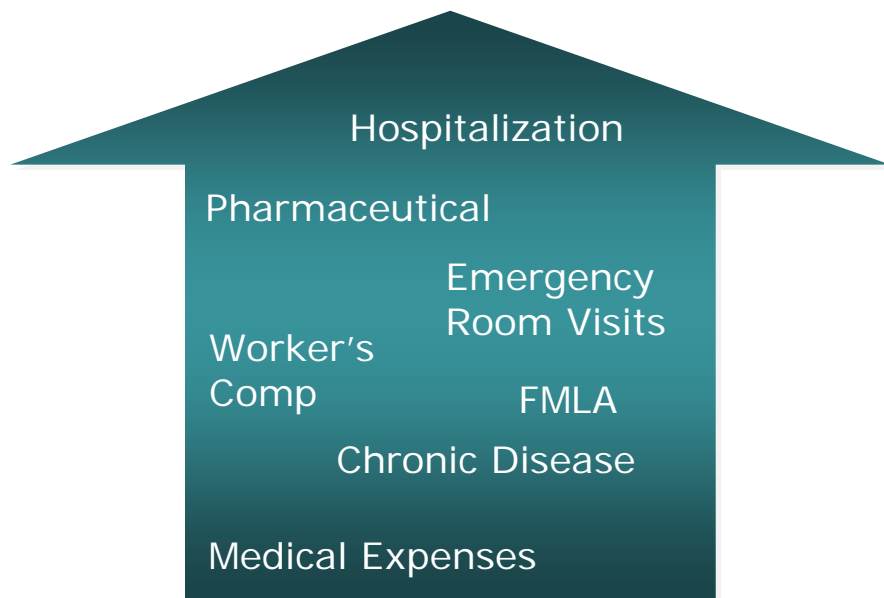 Hospitalization
Pharmaceutical
Emergency
Room Visits
Worker's
Comp
FMLA
Chronic Disease
Medical Expenses